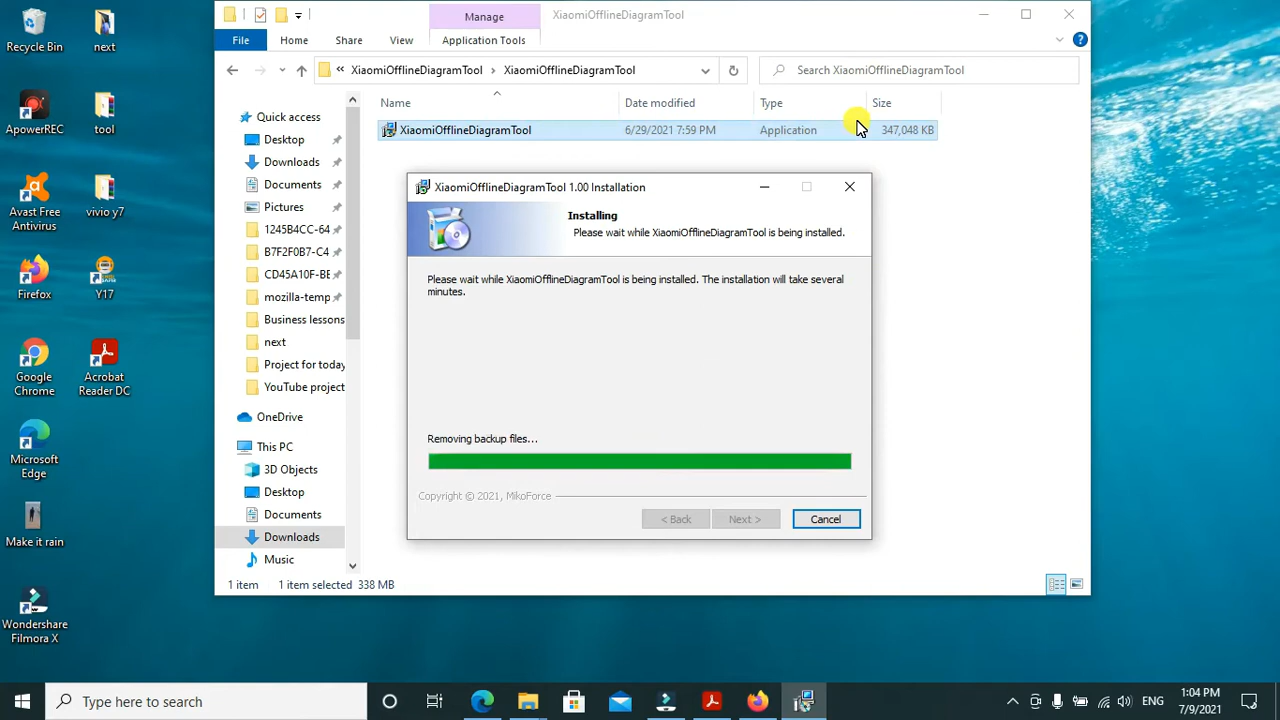 Recycle Bin
next
ApowerREC
tool
Avast Free
Antivirus
vivio y7
Firefox
Y17
Google
Chrome
Acrobat
Reader DC
Microsoft
Edge
Make it rain
Wondershare
Filmora X
Manage
XiaomiOfflineDiagramTool
File
Home
Share
View
Application Tools
XiaomiOfflineDiagramTool
XiaomiOfflineDiagramTool
Search XiaomiOfflineDiagramTool
Name
Date modified
Type
Size
XiaomiOfflineDiagramTool
6/29/2021 7:59 PM
Application
347,048 KB
Quick access
Desktop
Downloads
Documents
Pictures
1245B4CC-64
B7F2F0B7-C4
CD45A10F-BE
mozilla-temp
Business lessons
next
Project for today
YouTube project
OneDrive
This PC
3D Objects
Desktop
Documents
Downloads
Music
XiaomiOfflineDiagramTool 1.00 Installation
Installing
Please wait while XiaomiOfflineDiagramTool is being installed.
Please wait while XiaomiOfflineDiagramTool is being installed. The installation will take several
minutes.
Removing backup files...
Copyright © 2021, MikoForce
< Back
Next >
Cancel
1 item
1 item selected 338 MB
Type here to search
ENG
1:04 PM
7/9/2021